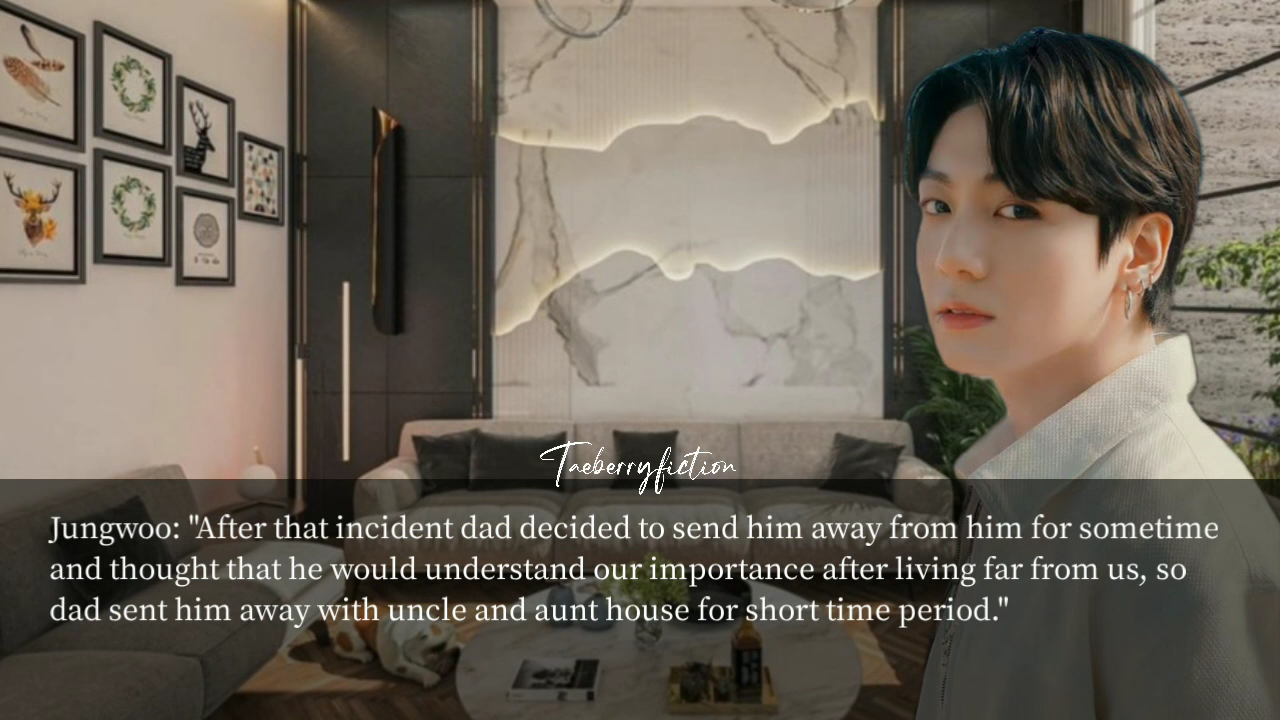 Taeberryfiction
Jungwoo: "After that incident dad decided to send him away from him for sometime
and thought that he would understand our importance after living far from us, so
dad sent him away with uncle and aunt house for short time period."